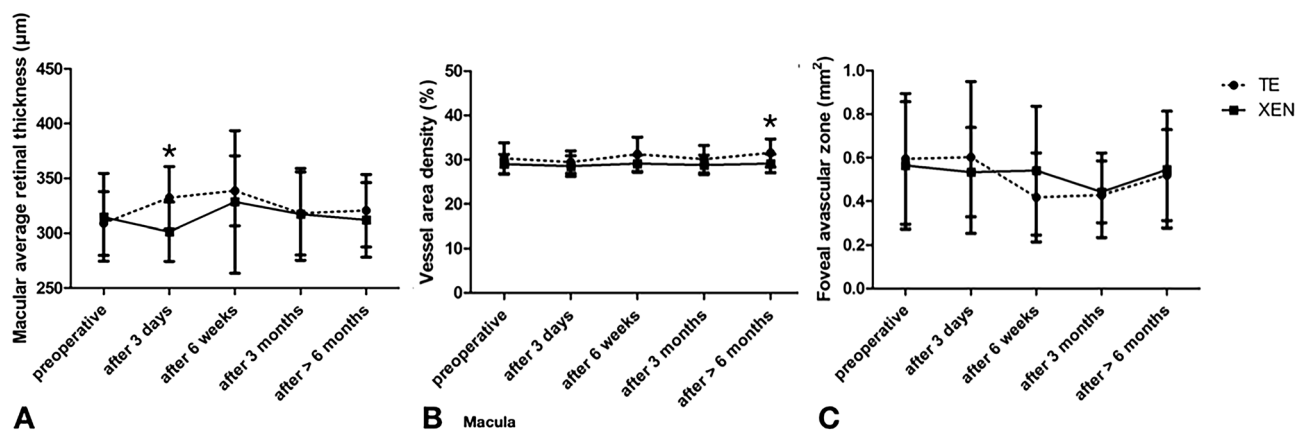 Macular average retinal thickness (µm)
450
400
350
300
250
*
preoperative
after 3 days
after 6 weeks
after 3 months
after > 6 months
A
Vessel area density (%)
50
40
30
20
10
0
*
preoperative
after 3 days
after 6 weeks
after 3 months
after > 6 months
B Macula
Foveal avascular zone (mm²)
1.0
0.8
0.6
0.4
0.2
0.0
preoperative
after 3 days
after 6 weeks
after 3 months
after > 6 months
C
TE
XEN